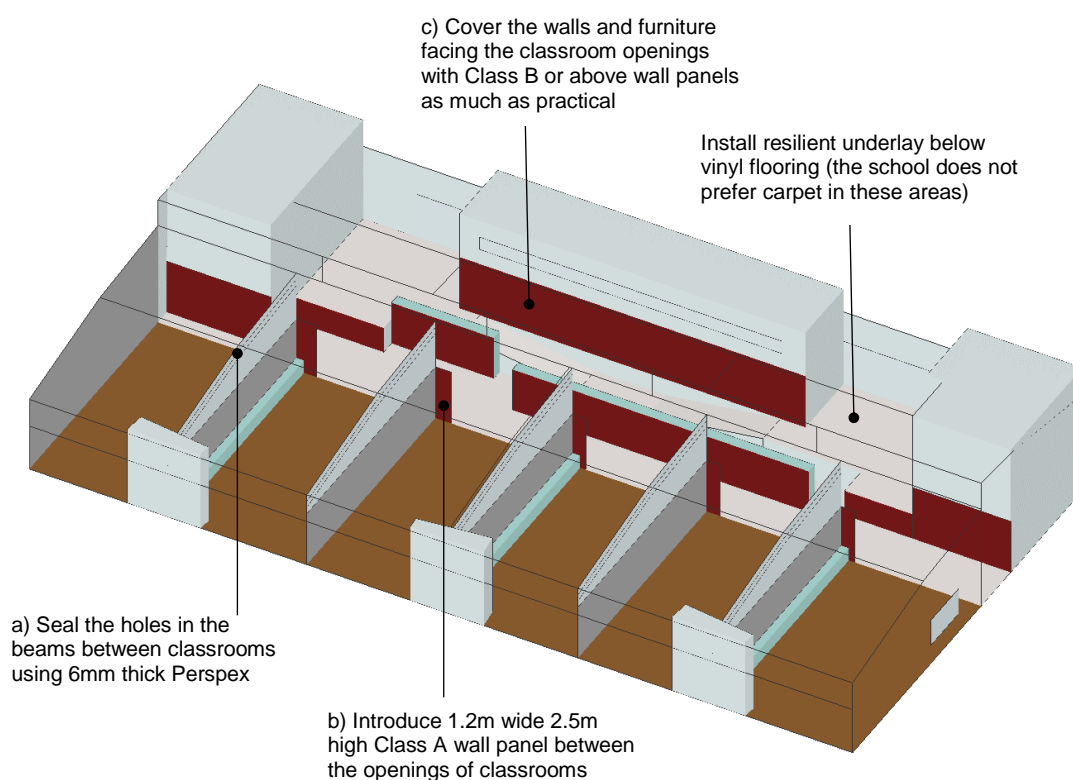 c) Cover the walls and furniture
facing the classroom openings
with Class B or above wall panels
as much as practical
Install resilient underlay below
vinyl flooring (the school does not
prefer carpet in these areas)
a) Seal the holes in the
beams between classrooms
using 6mm thick Perspex
b) Introduce 1.2m wide 2.5m
high Class A wall panel between
the openings of classrooms